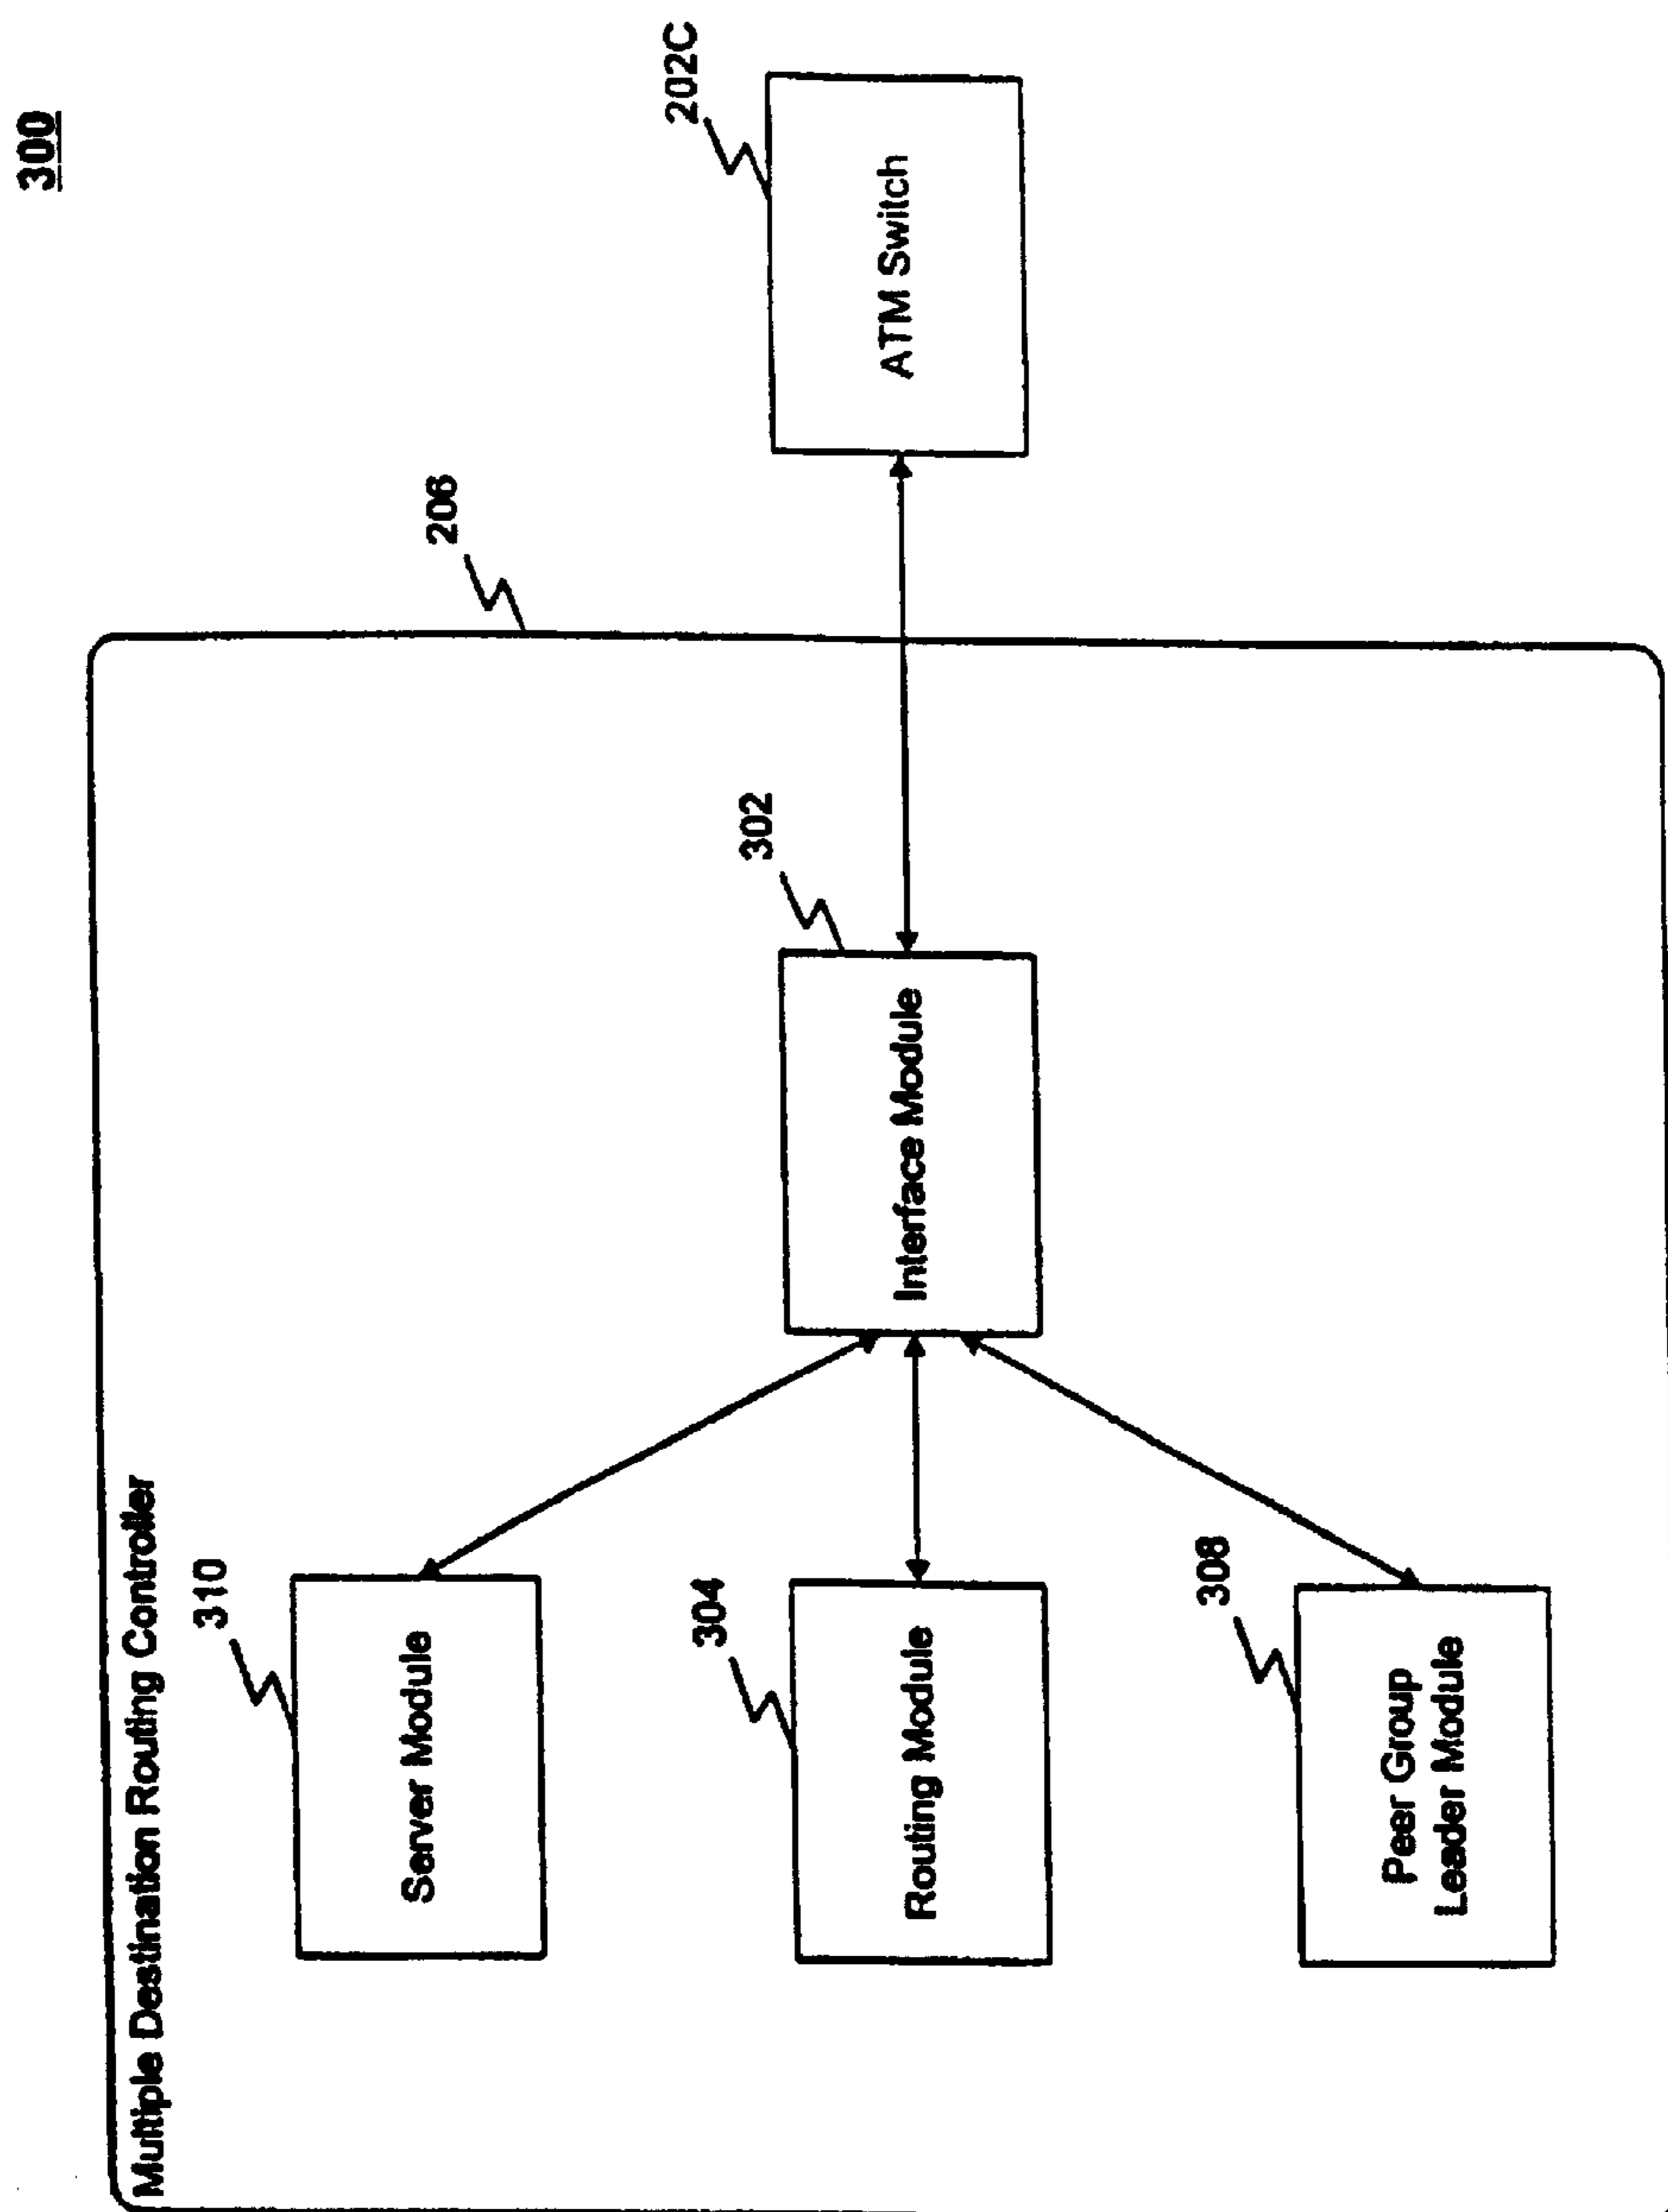 300
Multiple Destination Routing Controller
206
310
Server Module
304
Routing Module
308
Peer Group
Leader Module
302
Interface Module
202C
ATM Switch